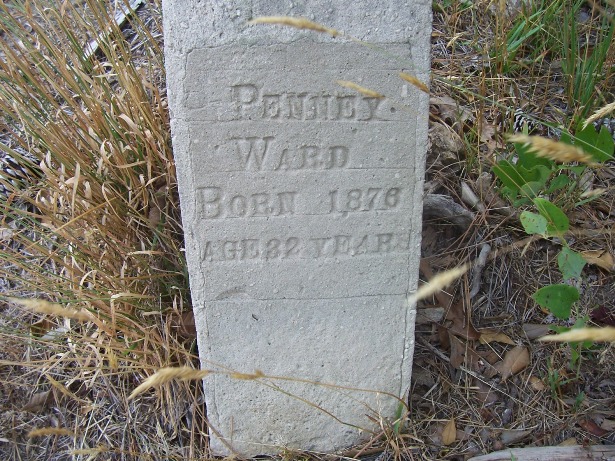 PENNEY
WARD
BORN 1876
AGE 32 YEARS